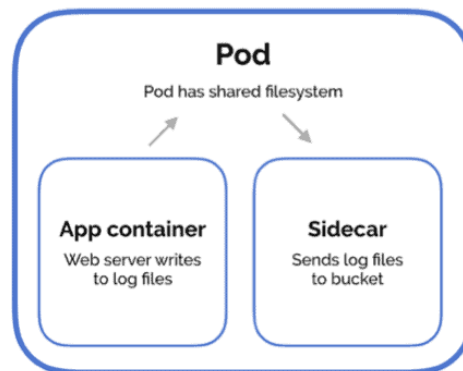 Pod
Pod has shared filesystem
App container
Web server writes
to log files
Sidecar
Sends log files
to bucket